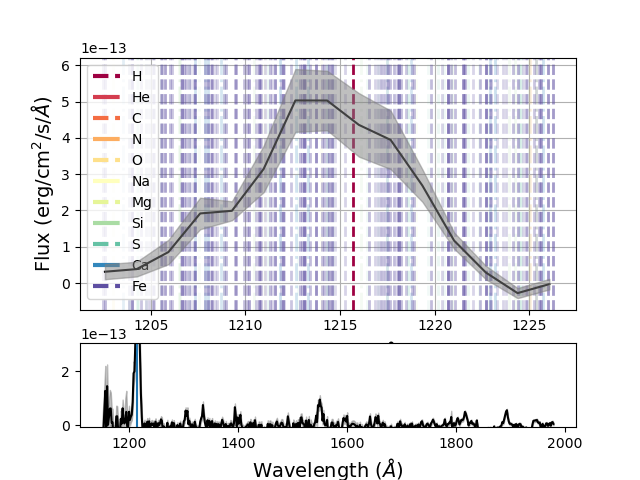 1e−13
6
5
4
3
2
1
0
Flux (erg/cm²/s/Å)
H
He
C
N
O
Na
Mg
Si
S
Ca
Fe
1205 1210 1215 1220 1225
1e−13
2
0
1200 1400 1600 1800 2000
Wavelength (Å)